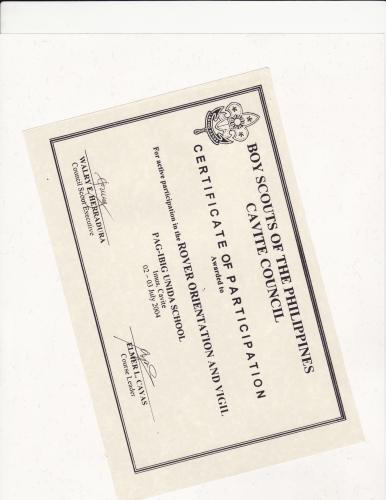 BOY SCOUTS OF THE PHILIPPINES
CAVITE COUNCIL
CERTIFICATE OF PARTICIPATION
Awarded to
For active participation in the ROVER ORIENTATION AND VIGIL
PAG-IBIG UNIDA SCHOOL
Imus, Cavite
02 - 03 July 2004
WALRY E. HERRADURA
Council Scout Executive
ELMER L. CAYAS
Course Leader